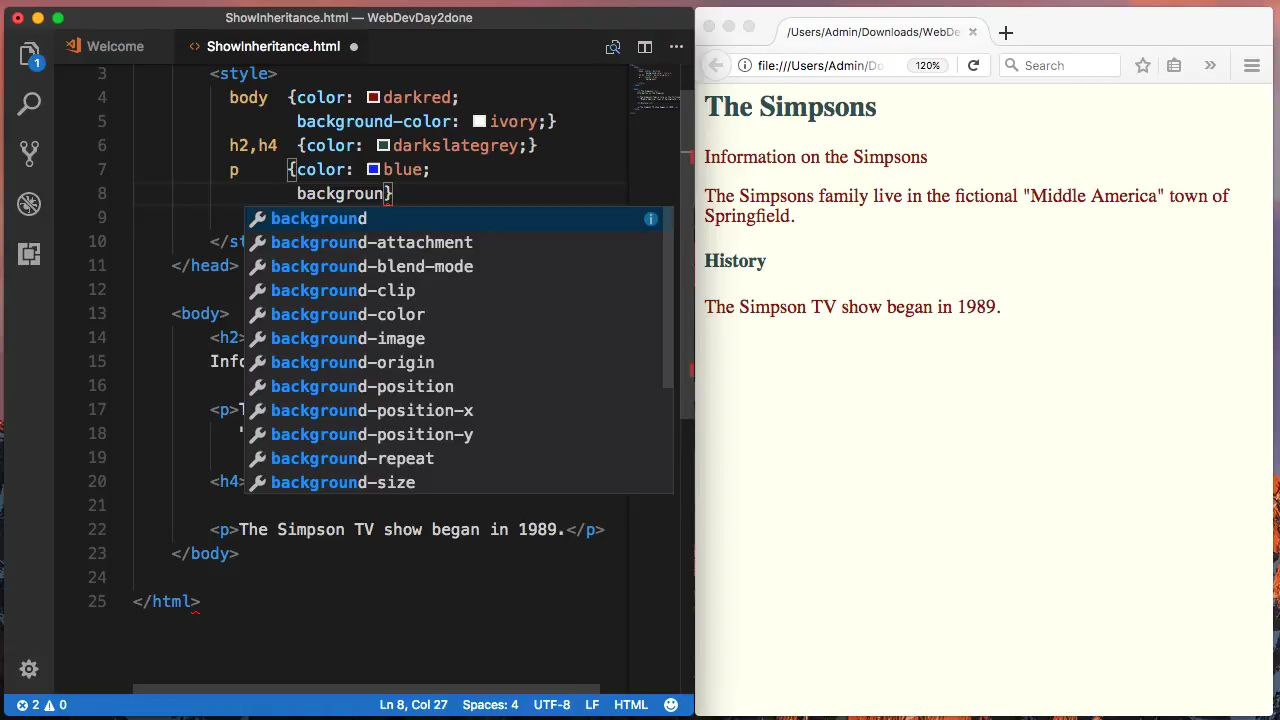 ShowInheritance.html — WebDevDay2done
Welcome
<> ShowInheritance.html
1
3 <style>
4 body {color: darkred;
5 background-color: ivory;}
6 h2,h4 {color: darkslategrey;}
7 p {color: blue;
8 backgroun}
9
10 </st
11 </head>
12
13 <body>
14 <h2>
15 Info
16
17 <p>T
18 "
19
20 <h4>
21
22 <p>The Simpson TV show began in 1989.</p>
23 </body>
24
25 </html>
background
background-attachment
background-blend-mode
background-clip
background-color
background-image
background-origin
background-position
background-position-x
background-position-y
background-repeat
background-size
2 0 Ln 8, Col 27 Spaces: 4 UTF-8 LF HTML
/Users/Admin/Downloads/WebDe
file:///Users/Admin/Do 120% Search
The Simpsons
Information on the Simpsons
The Simpsons family live in the fictional "Middle America" town of
Springfield.
History
The Simpson TV show began in 1989.